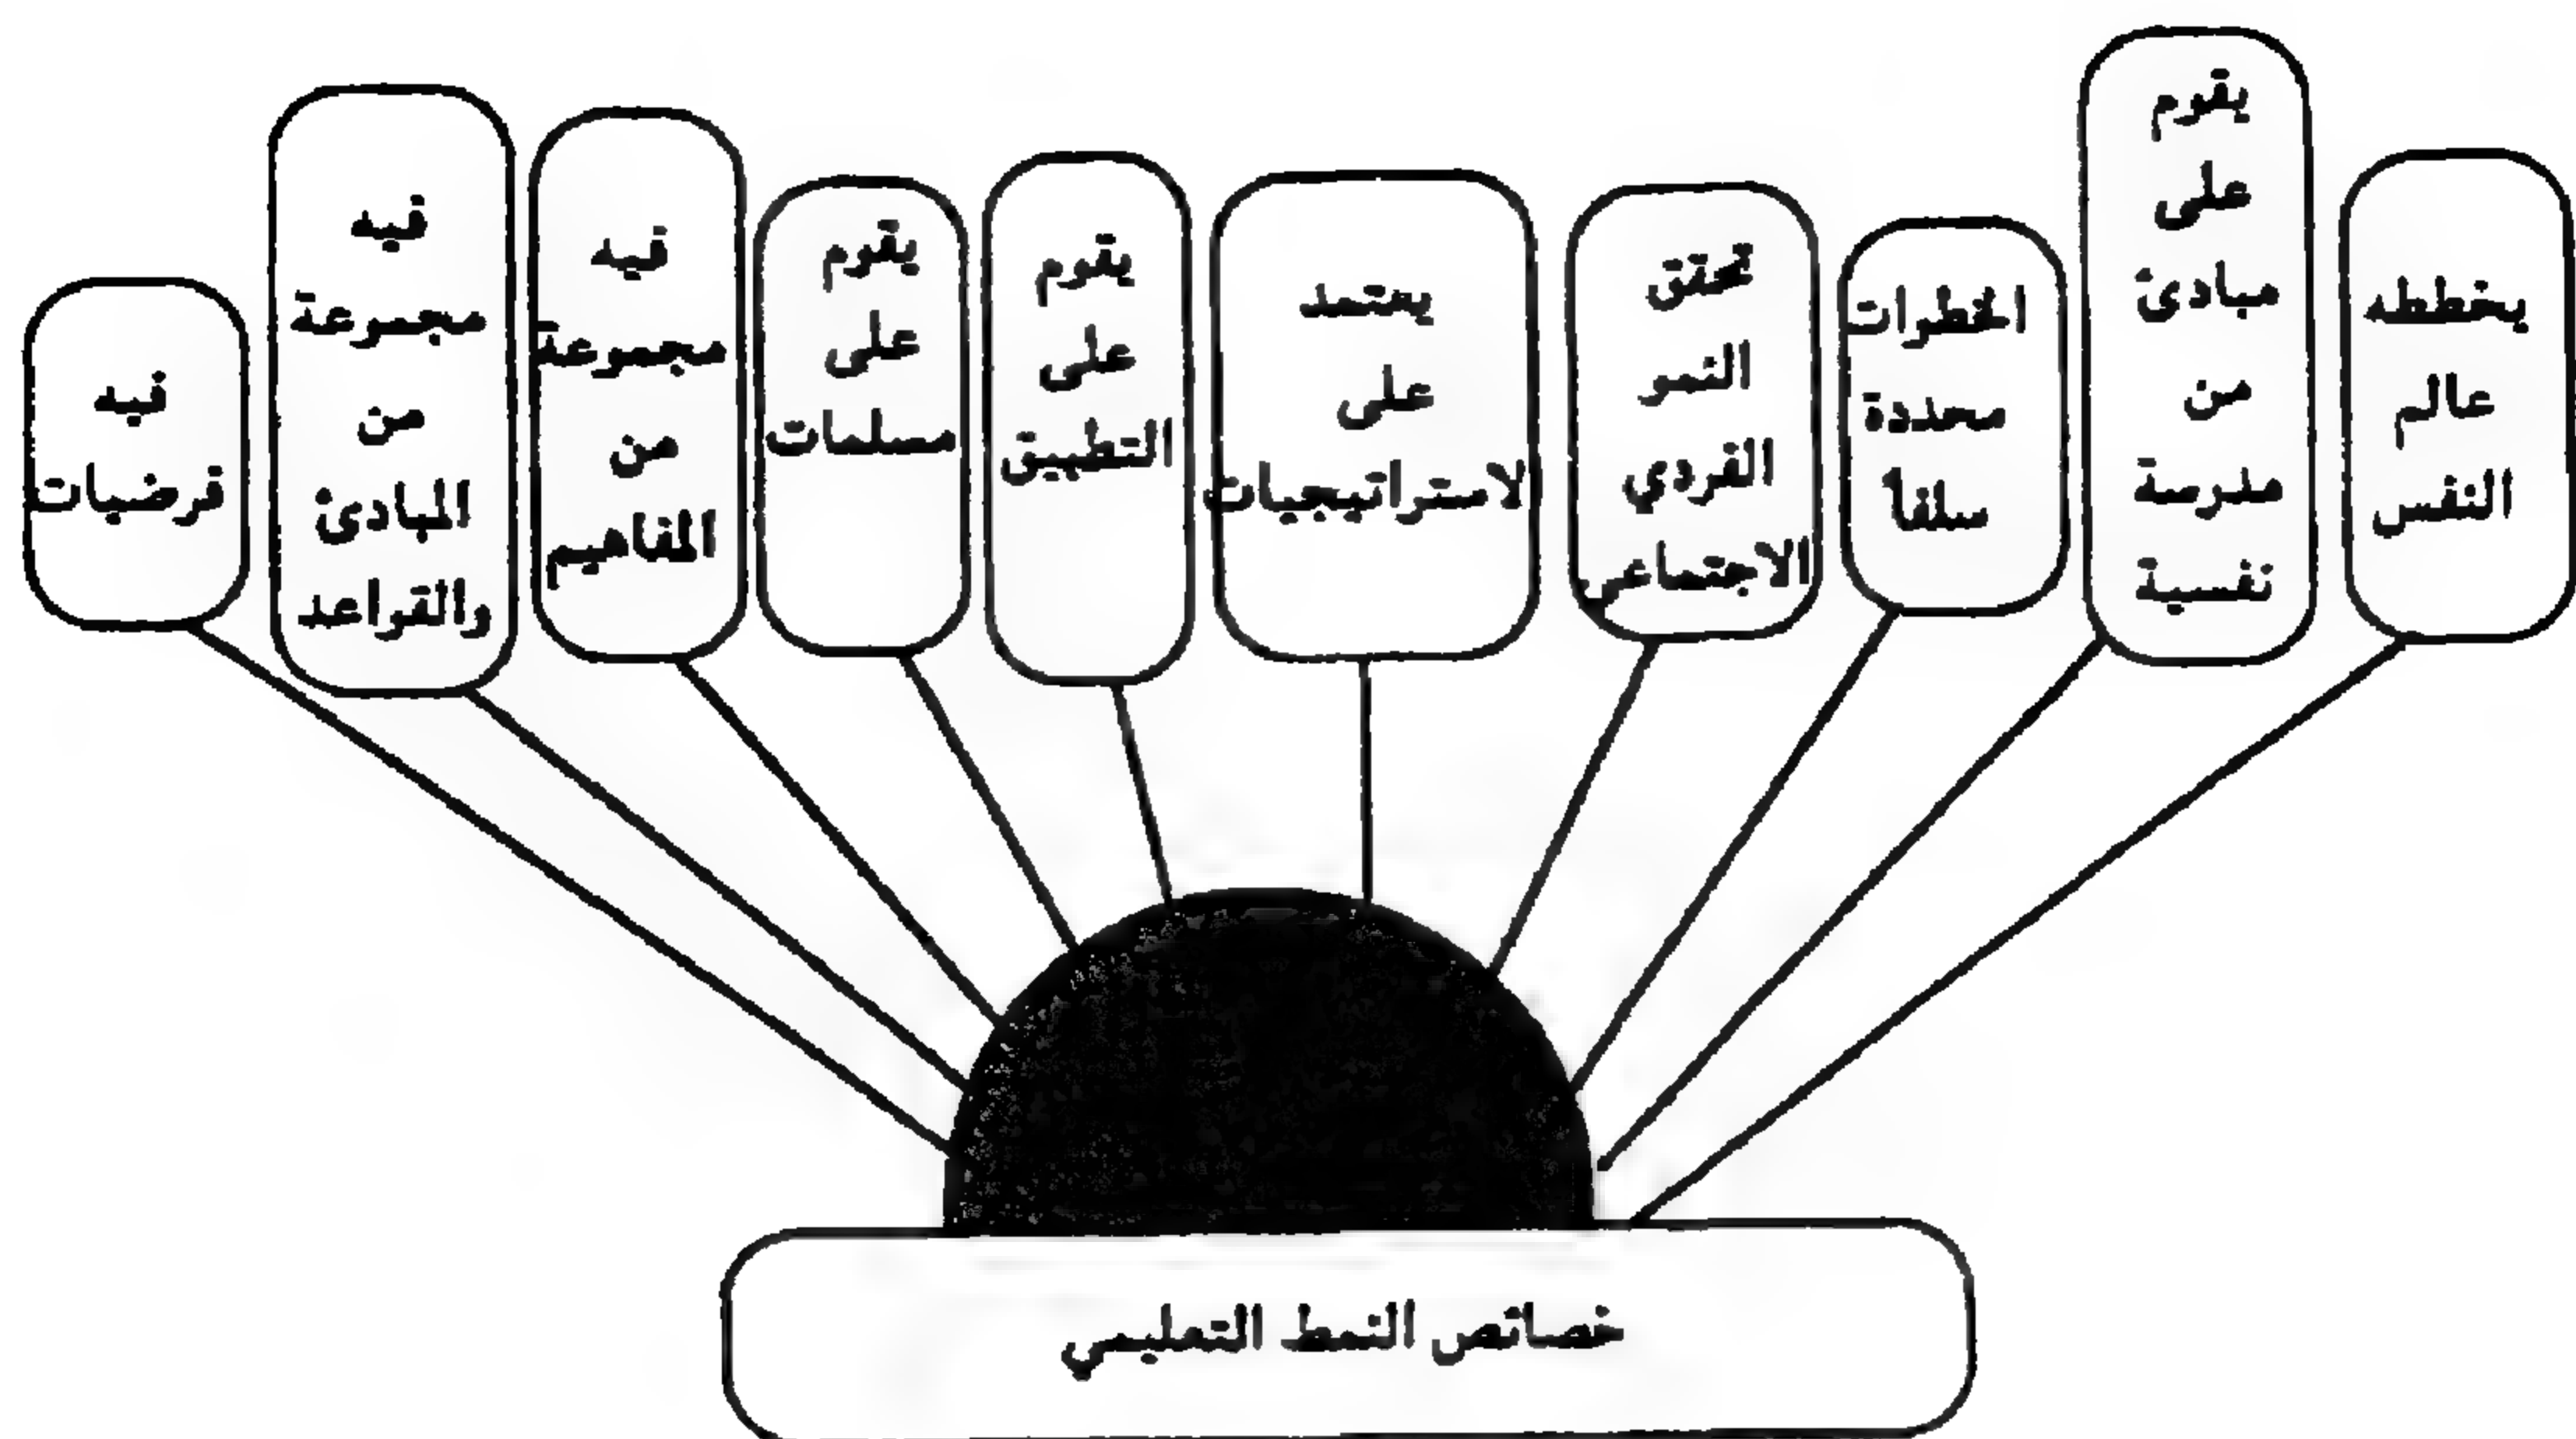 يخططه
عالم
النفس
يقوم
على
مبادئ
من
مدرسة
نفسية
الخطوات
محددة
سلفاً
تحقق
النمو
الفردي
الاجتماعي
يعتمد
على
لاستراتيجيات
يقوم
على
التطبيق
يقوم
على
مسلمات
فيه
مجموعة
من
المفاهيم
فيه
مجموعة
من
المبادئ
والقواعد
فيه
فرضيات
خصائص النمط التعليمي